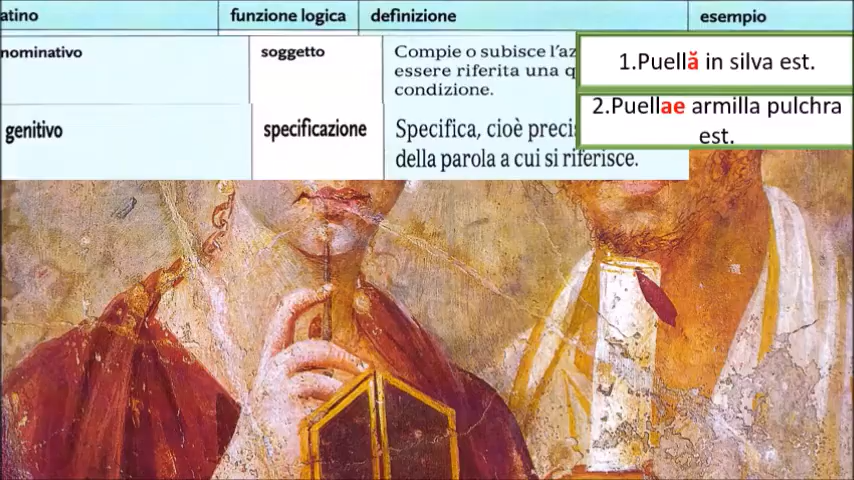 atino funzione logica definizione esempio
nominativo soggetto Compie o subisce l'az
essere riferita una q
condizione.
1.Puellă in silva est.
genitivo specificazione Specifica, cioè preci
della parola a cui si riferisce.
2.Puellae armilla pulchra
est.